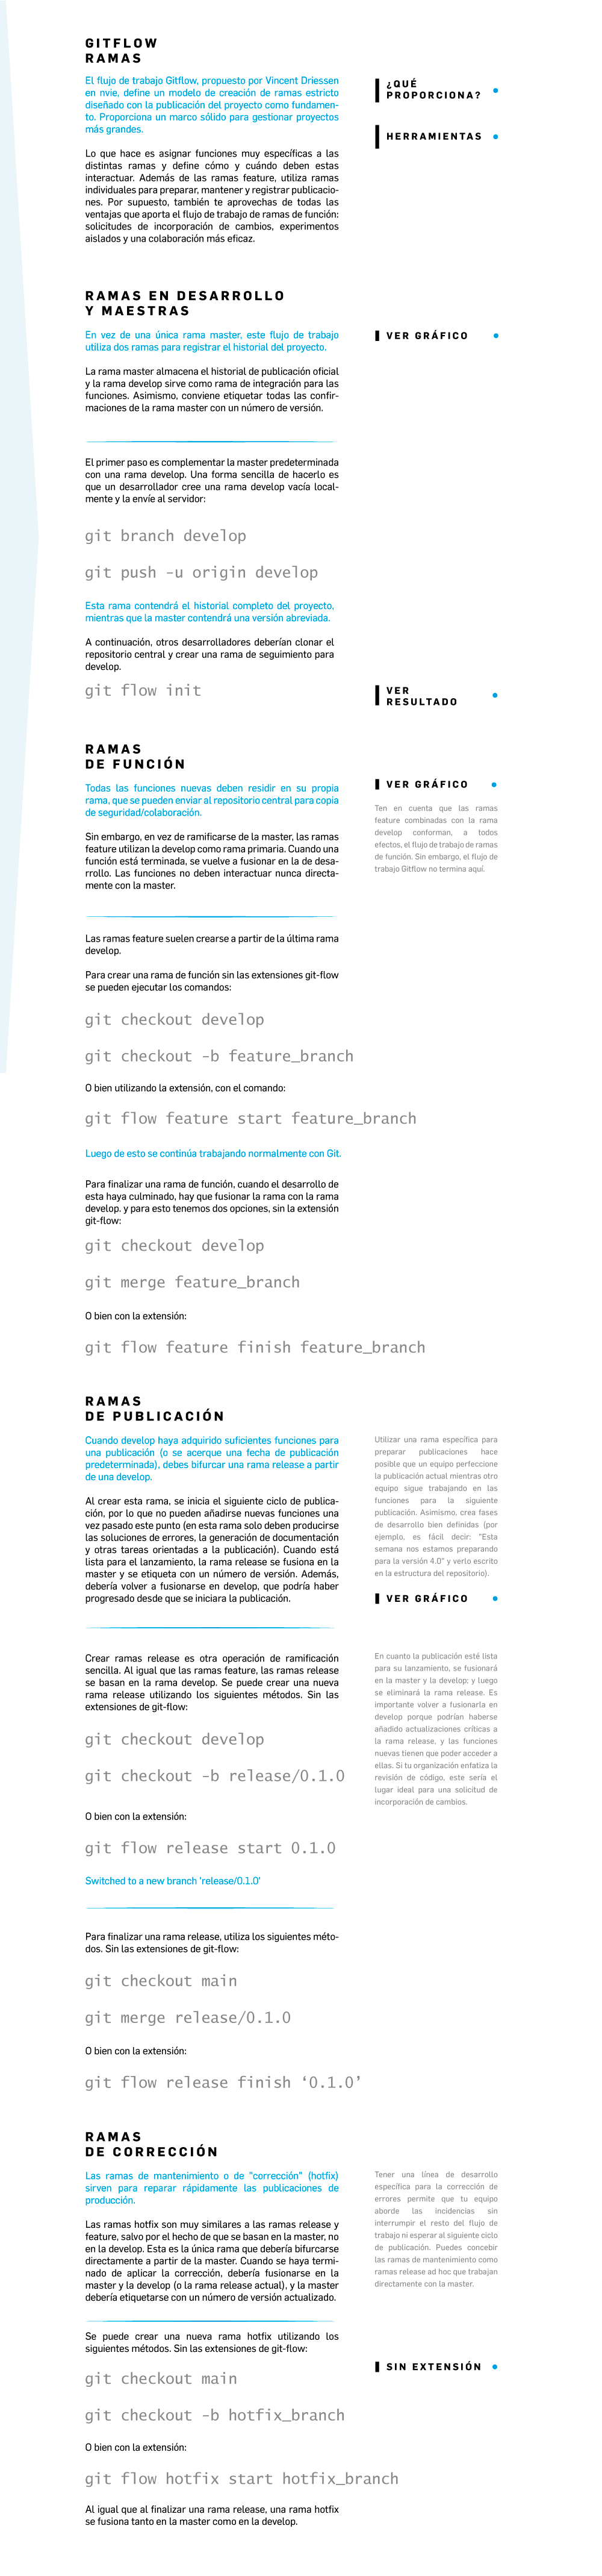 GITFLOW
RAMAS
El flujo de trabajo Gitflow, propuesto por Vincent Driessen
en nvie, define un modelo de creación de ramas estricto
diseñado con la publicación del proyecto como fundamen-
to. Proporciona un marco sólido para gestionar proyectos
más grandes.
¿QUÉ
PROPORCIONA?
HERRAMIENTAS
Lo que hace es asignar funciones muy específicas a las
distintas ramas y define cómo y cuándo deben estas
interactuar. Además de las ramas feature, utiliza ramas
individuales para preparar, mantener y registrar publicacio-
nes. Por supuesto, también te aprovechas de todas las
ventajas que aporta el flujo de trabajo de ramas de función:
solicitudes de incorporación de cambios, experimentos
aislados y una colaboración más eficaz.
RAMAS EN DESARROLLO
Y MAESTRAS
En vez de una única rama master, este flujo de trabajo
utiliza dos ramas para registrar el historial del proyecto.
VER GRÁFICO
La rama master almacena el historial de publicación oficial
y la rama develop sirve como rama de integración para las
funciones. Asimismo, conviene etiquetar todas las confir-
maciones de la rama master con un número de versión.
El primer paso es complementar la master predeterminada
con una rama develop. Una forma sencilla de hacerlo es
que un desarrollador cree una rama develop vacía local-
mente y la envíe al servidor:
git branch develop
git push -u origin develop
Esta rama contendrá el historial completo del proyecto,
mientras que la master contendrá una versión abreviada.
A continuación, otros desarrolladores deberían clonar el
repositorio central y crear una rama de seguimiento para
develop.
git flow init
VER
RESULTADO
RAMAS
DE FUNCIÓN
Todas las funciones nuevas deben residir en su propia
rama, que se pueden enviar al repositorio central para copia
de seguridad/colaboración.
Sin embargo, en vez de ramificarse de la master, las ramas
feature utilizan la develop como rama primaria. Cuando una
función está terminada, se vuelve a fusionar en la de desa-
rrollo. Las funciones no deben interactuar nunca directa-
mente con la master.
VER GRÁFICO
Ten en cuenta que las ramas
feature combinadas con la rama
develop conforman, a todos
efectos, el flujo de trabajo de ramas
de función. Sin embargo, el flujo de
trabajo Gitflow no termina aquí.
Las ramas feature suelen crearse a partir de la última rama
develop.
Para crear una rama de función sin las extensiones git-flow
se pueden ejecutar los comandos:
git checkout develop
git checkout -b feature_branch
O bien utilizando la extensión, con el comando:
git flow feature start feature_branch
Luego de esto se continúa trabajando normalmente con Git.
Para finalizar una rama de función, cuando el desarrollo de
esta haya culminado, hay que fusionar la rama con la rama
develop. y para esto tenemos dos opciones, sin la extensión
git-flow:
git checkout develop
git merge feature_branch
O bien con la extensión:
git flow feature finish feature_branch
RAMAS
DE PUBLICACIÓN
Cuando develop haya adquirido suficientes funciones para
una publicación (o se acerque una fecha de publicación
predeterminada), debes bifurcar una rama release a partir
de una develop.
Al crear esta rama, se inicia el siguiente ciclo de publica-
ción, por lo que no pueden añadirse nuevas funciones una
vez pasado este punto (en esta rama solo deben producirse
las soluciones de errores, la generación de documentación
y otras tareas orientadas a la publicación). Cuando está
lista para el lanzamiento, la rama release se fusiona en la
master y se etiqueta con un número de versión. Además,
debería volver a fusionarse en develop, que podría haber
progresado desde que se iniciara la publicación.
Utilizar una rama específica para
preparar publicaciones hace
posible que un equipo perfeccione
la publicación actual mientras otro
equipo sigue trabajando en las
funciones para la siguiente
publicación. Asimismo, crea fases
de desarrollo bien definidas (por
ejemplo, es fácil decir: "Esta
semana nos estamos preparando
para la versión 4.0" y verlo escrito
en la estructura del repositorio).
VER GRÁFICO
Crear ramas release es otra operación de ramificación
sencilla. Al igual que las ramas feature, las ramas release
se basan en la rama develop. Se puede crear una nueva
rama release utilizando los siguientes métodos. Sin las
extensiones de git-flow:
git checkout develop
git checkout -b release/0.1.0
O bien con la extensión:
git flow release start 0.1.0
Switched to a new branch 'release/0.1.0'
En cuanto la publicación esté lista
para su lanzamiento, se fusionará
en la master y la develop; y luego
se eliminará la rama release. Es
importante volver a fusionarla en
develop porque podrían haberse
añadido actualizaciones críticas a
la rama release, y las funciones
nuevas tienen que poder acceder a
ellas. Si tu organización enfatiza la
revisión de código, este sería el
lugar ideal para una solicitud de
incorporación de cambios.
Para finalizar una rama release, utiliza los siguientes méto-
dos. Sin las extensiones de git-flow:
git checkout main
git merge release/0.1.0
O bien con la extensión:
git flow release finish ‘0.1.0’
RAMAS
DE CORRECCIÓN
Las ramas de mantenimiento o de "corrección" (hotfix)
sirven para reparar rápidamente las publicaciones de
producción.
Las ramas hotfix son muy similares a las ramas release y
feature, salvo por el hecho de que se basan en la master, no
en la develop. Esta es la única rama que debería bifurcarse
directamente a partir de la master. Cuando se haya termi-
nado de aplicar la corrección, debería fusionarse en la
master y la develop (o la rama release actual), y la master
debería etiquetarse con un número de versión actualizado.
Tener una línea de desarrollo
específica para la corrección de
errores permite que tu equipo
aborde las incidencias sin
interrumpir el resto del flujo de
trabajo ni esperar al siguiente ciclo
de publicación. Puedes concebir
las ramas de mantenimiento como
ramas release ad hoc que trabajan
directamente con la master.
Se puede crear una nueva rama hotfix utilizando los
siguientes métodos. Sin las extensiones de git-flow:
SIN EXTENSIÓN
git checkout main
git checkout -b hotfix_branch
O bien con la extensión:
git flow hotfix start hotfix_branch
Al igual que al finalizar una rama release, una rama hotfix
se fusiona tanto en la master como en la develop.